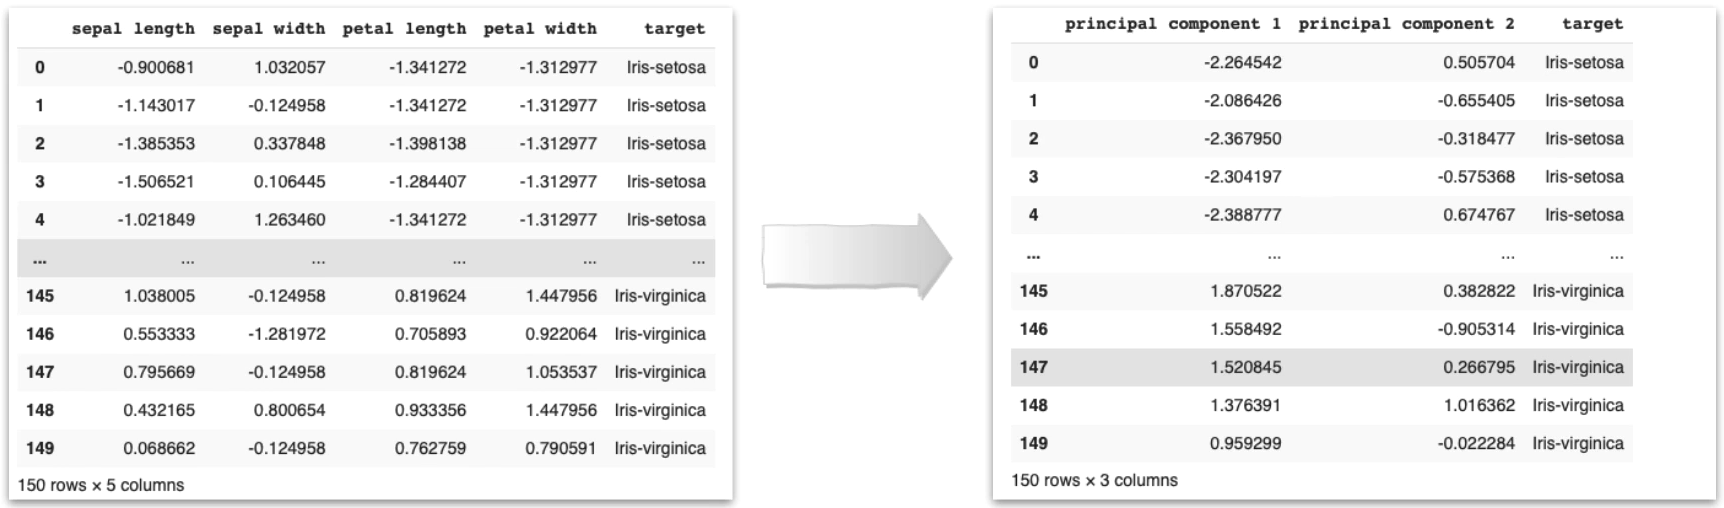 sepal length sepal width petal length petal width target
0 -0.900681 1.032057 -1.341272 -1.312977 Iris-setosa
1 -1.143017 -0.124958 -1.341272 -1.312977 Iris-setosa
2 -1.385353 0.337848 -1.398138 -1.312977 Iris-setosa
3 -1.506521 0.106445 -1.284407 -1.312977 Iris-setosa
4 -1.021849 1.263460 -1.341272 -1.312977 Iris-setosa
... ... ... ... ... ...
145 1.038005 -0.124958 0.819624 1.447956 Iris-virginica
146 0.553333 -1.281972 0.705893 0.922064 Iris-virginica
147 0.795669 -0.124958 0.819624 1.053537 Iris-virginica
148 0.432165 0.800654 0.933356 1.447956 Iris-virginica
149 0.068662 -0.124958 0.762759 0.790591 Iris-virginica
150 rows × 5 columns
principal component 1 principal component 2 target
0 -2.264542 0.505704 Iris-setosa
1 -2.086426 -0.655405 Iris-setosa
2 -2.367950 -0.318477 Iris-setosa
3 -2.304197 -0.575368 Iris-setosa
4 -2.388777 0.674767 Iris-setosa
... ... ... ...
145 1.870522 0.382822 Iris-virginica
146 1.558492 -0.905314 Iris-virginica
147 1.520845 0.266795 Iris-virginica
148 1.376391 1.016362 Iris-virginica
149 0.959299 -0.022284 Iris-virginica
150 rows × 3 columns